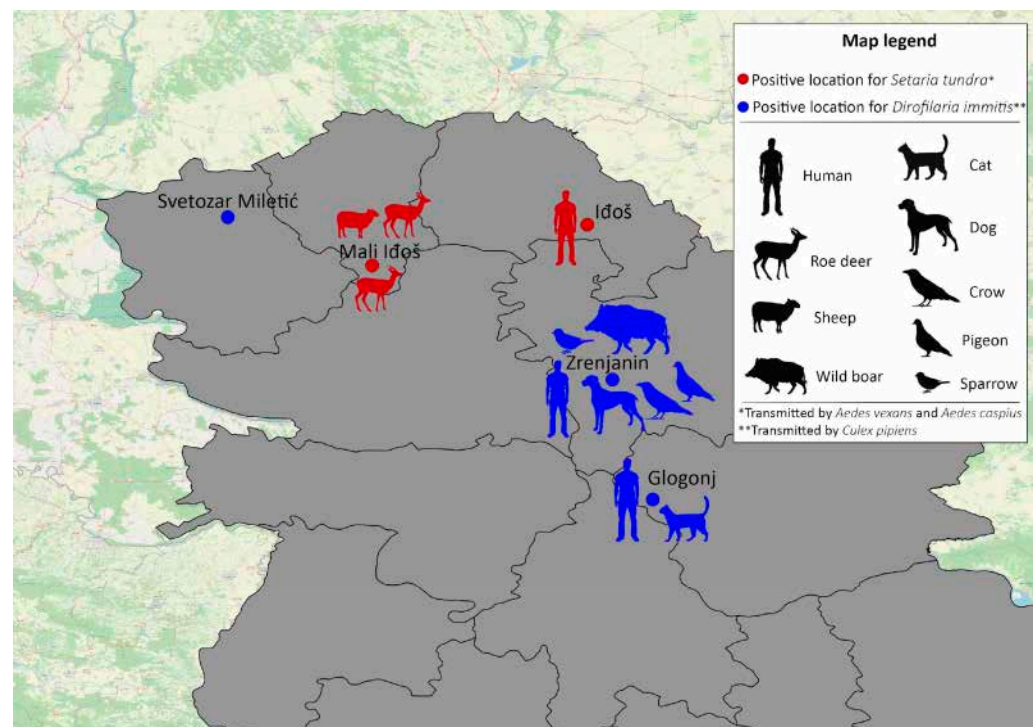 Map legend
Positive location for Setaria tundra*
Positive location for Dirofilaria immitis**
Human
Cat
Roe deer
Dog
Sheep
Crow
Wild boar
Pigeon
Sparrow
*Transmitted by Aedes vexans and Aedes caspius
**Transmitted by Culex pipiens
Svetozar Miletić
Iđoš
Mali Iđoš
Zrenjanin
Glogonj